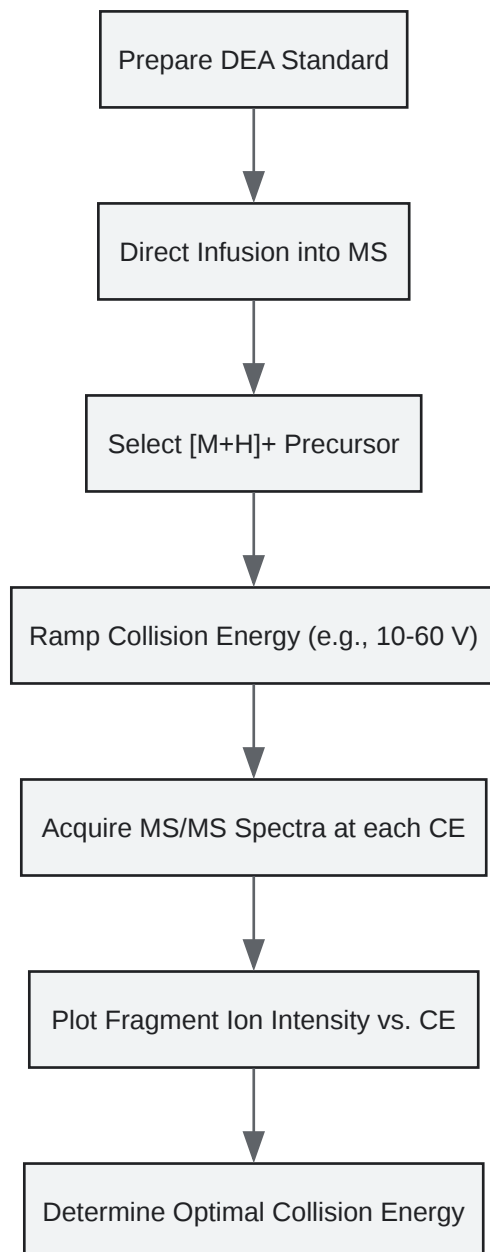 Prepare DEA Standard
Direct Infusion into MS
Select [M+H]+ Precursor
Ramp Collision Energy (e.g., 10-60 V)
Acquire MS/MS Spectra at each CE
Plot Fragment Ion Intensity vs. CE
Determine Optimal Collision Energy